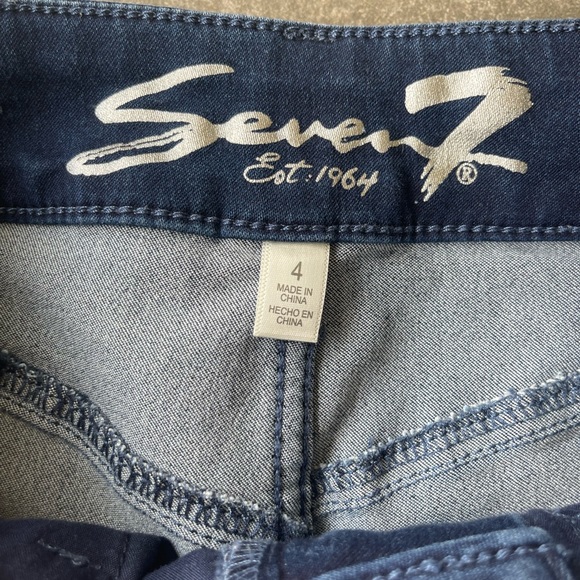 Seven7®
Est: 1964
4
MADE IN
CHINA
HECHO EN
CHINA